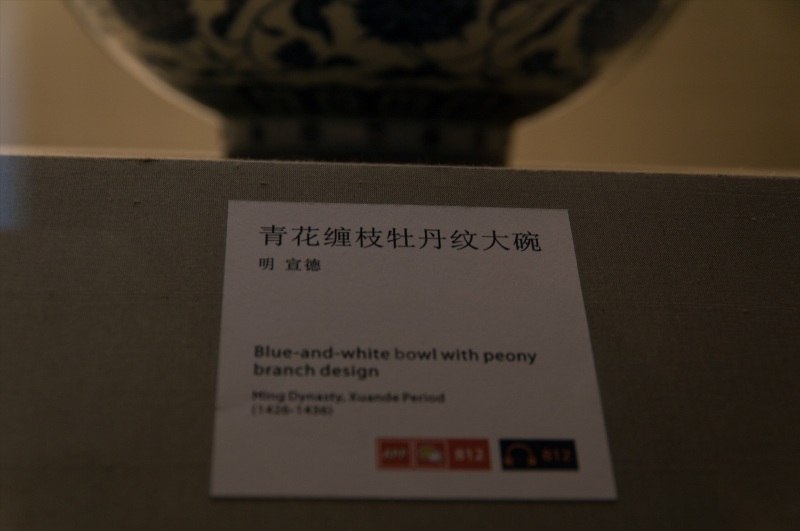 青花缠枝牡丹纹大碗
明 宣德
Blue-and-white bowl with peony
branch design
Ming Dynasty, Xuande Period
(1426-1436)
APP 812 812